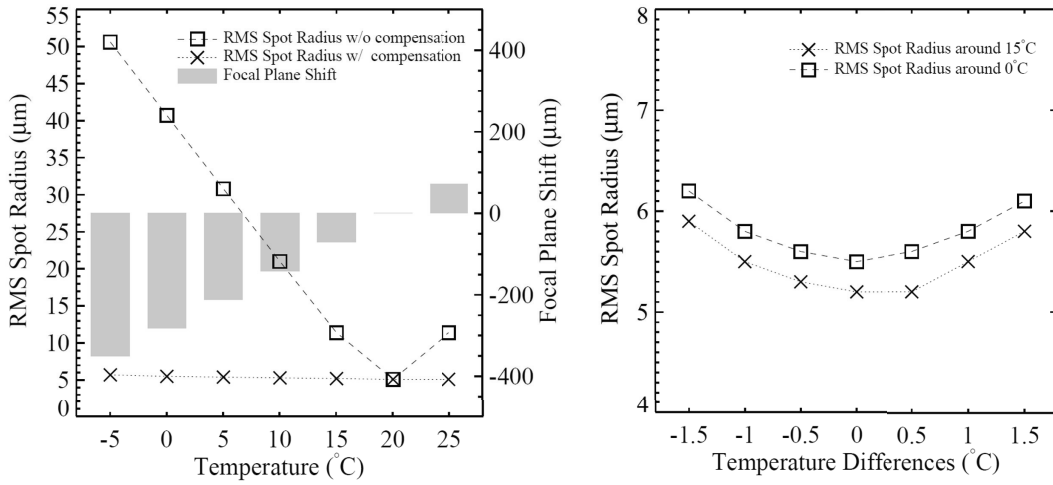 RMS Spot Radius w/o compensation
RMS Spot Radius w/ compensation
Focal Plane Shift
RMS Spot Radius (μm)
55
50
45
40
35
30
25
20
15
10
5
0
400
200
0
-200
-400
Focal Plane Shift (μm)
-5 0 5 10 15 20 25
Temperature (°C)
RMS Spot Radius around 15°C
RMS Spot Radius around 0°C
RMS Spot Radius (μm)
8
7
6
5
4
-1.5 -1 -0.5 0 0.5 1 1.5
Temperature Differences (°C)